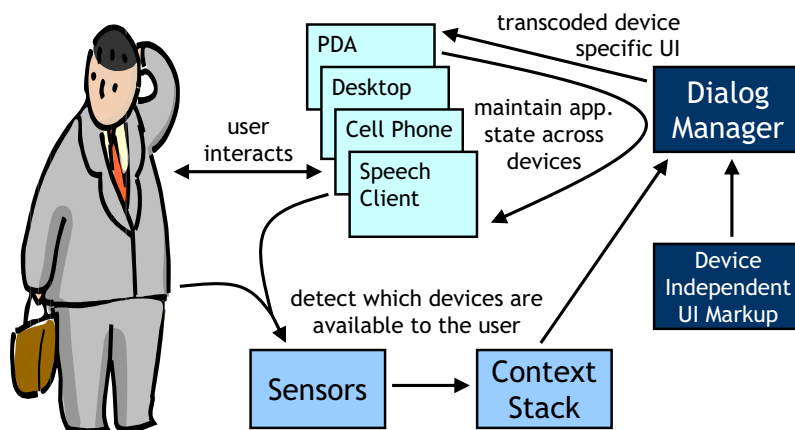 transcoded device
specific UI
PDA
Desktop
Cell Phone
Speech
Client
user
interacts
maintain app.
state across
devices
Dialog
Manager
Device
Independent
UI Markup
detect which devices are
available to the user
Sensors
Context
Stack